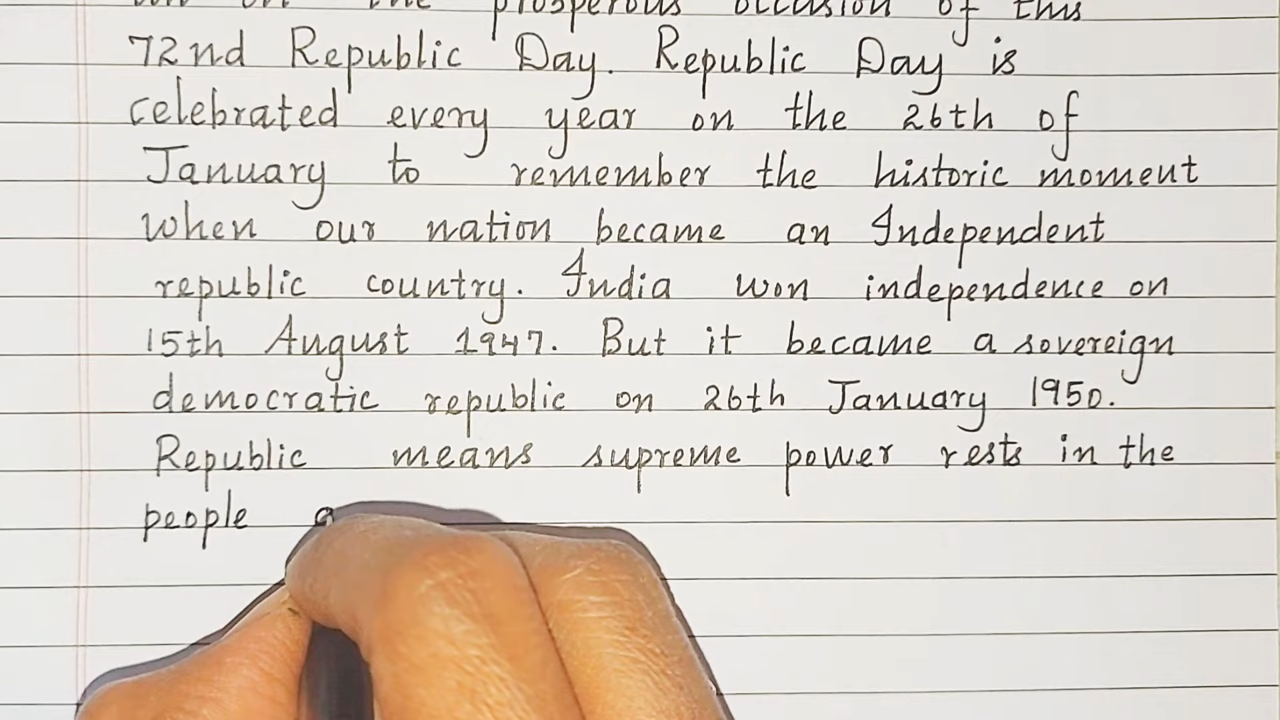 on the prosperous occasion of this
72nd Republic Day. Republic Day is
celebrated every year on the 26th of
January to remember the historic moment
when our nation became an Independent
republic country. India won independence on
15th August 1947. But it became a sovereign
democratic republic on 26th January 1950.
Republic means supreme power rests in the
people a